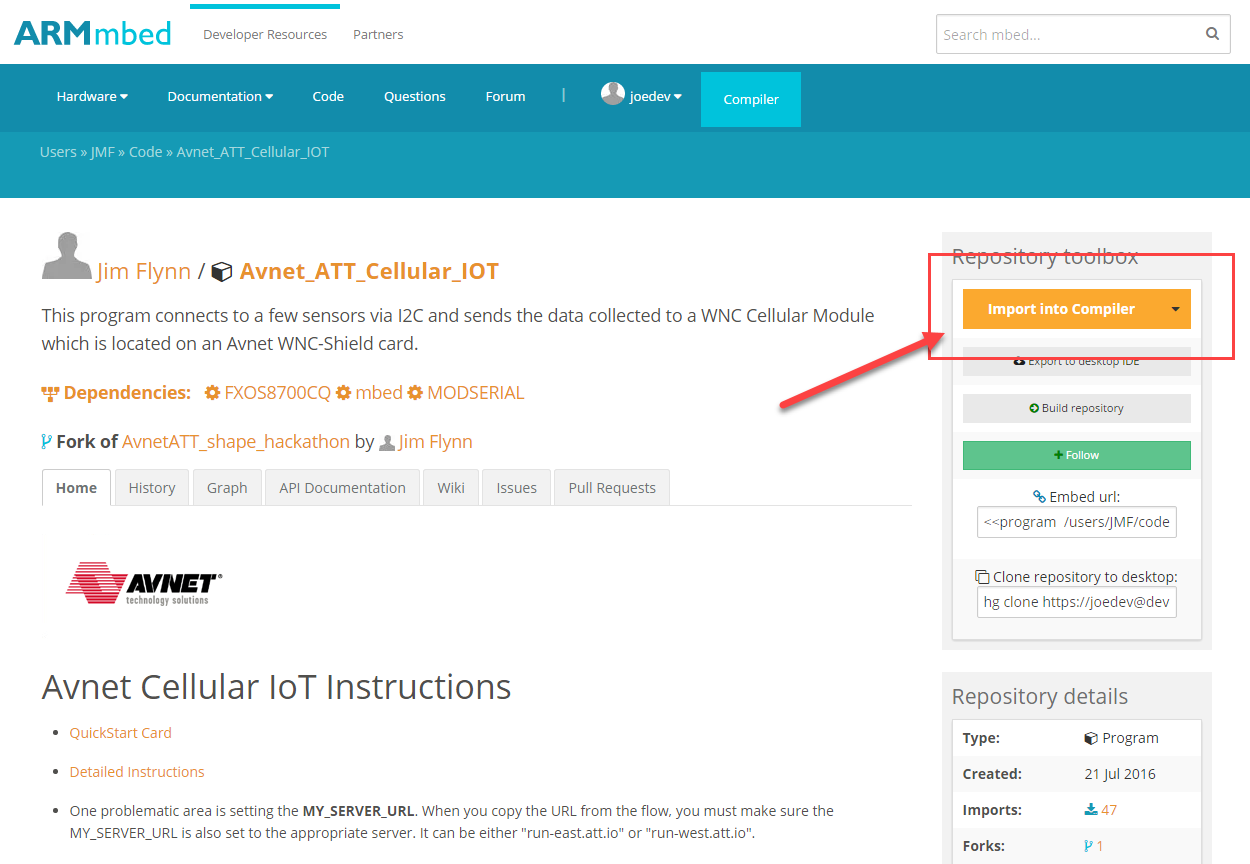 ARMmbed
Developer Resources
Partners
Search mbed...
Hardware
Documentation
Code
Questions
Forum
|
joedev
Compiler
Users » JMF » Code » Avnet_ATT_Cellular_IOT
Jim Flynn / Avnet_ATT_Cellular_IOT
This program connects to a few sensors via I2C and sends the data collected to a WNC Cellular Module
which is located on an Avnet WNC-Shield card.
Dependencies: FXOS8700CQ mbed MODSERIAL
Fork of AvnetATT_shape_hackathon by Jim Flynn
Home
History
Graph
API Documentation
Wiki
Issues
Pull Requests
AVNET®
technology solutions
Avnet Cellular IoT Instructions
• QuickStart Card
• Detailed Instructions
• One problematic area is setting the MY_SERVER_URL. When you copy the URL from the flow, you must make sure the
MY_SERVER_URL is also set to the appropriate server. It can be either "run-east.att.io" or "run-west.att.io".
Repository toolbox
Import into Compiler
Export to desktop IDE
Build repository
Follow
Embed url:
<<program /users/JMF/code
Clone repository to desktop:
hg clone https://joedev@dev
Repository details
Type: Program
Created: 21 Jul 2016
Imports: 47
Forks: 1